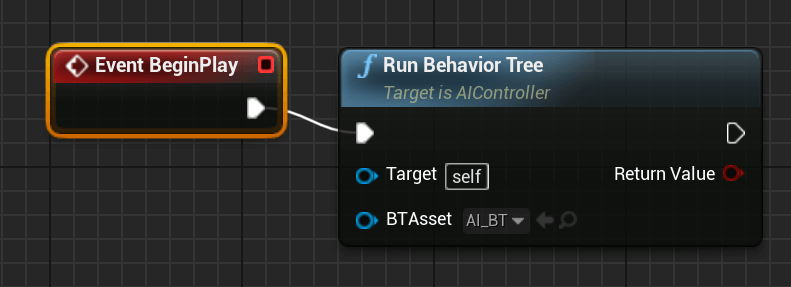 Event BeginPlay
Run Behavior Tree
Target is AIController
Target self
Return Value
BTAsset AI_BT